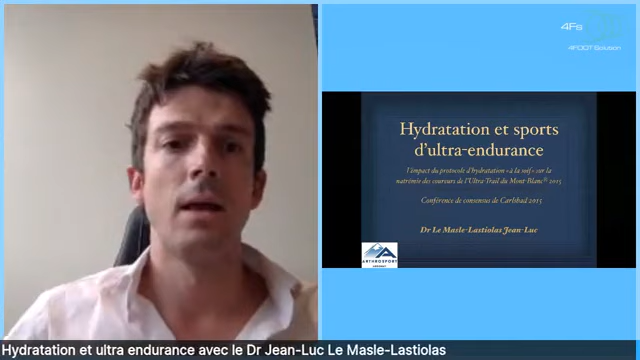 4Fs
4FOOT Solution
Hydratation et sports
d'ultra-endurance
l'impact du protocole d'hydratation « à la soif » sur la
natrémie des coureurs de l'Ultra Trail du Mont-Blanc® 2015
Conférence de consensus de Carlsbad 2015
Dr Le Masle-Lastiolas Jean-Luc
ARTHROSPORT
Hydratation et ultra endurance avec le Dr Jean-Luc Le Masle-Lastiolas